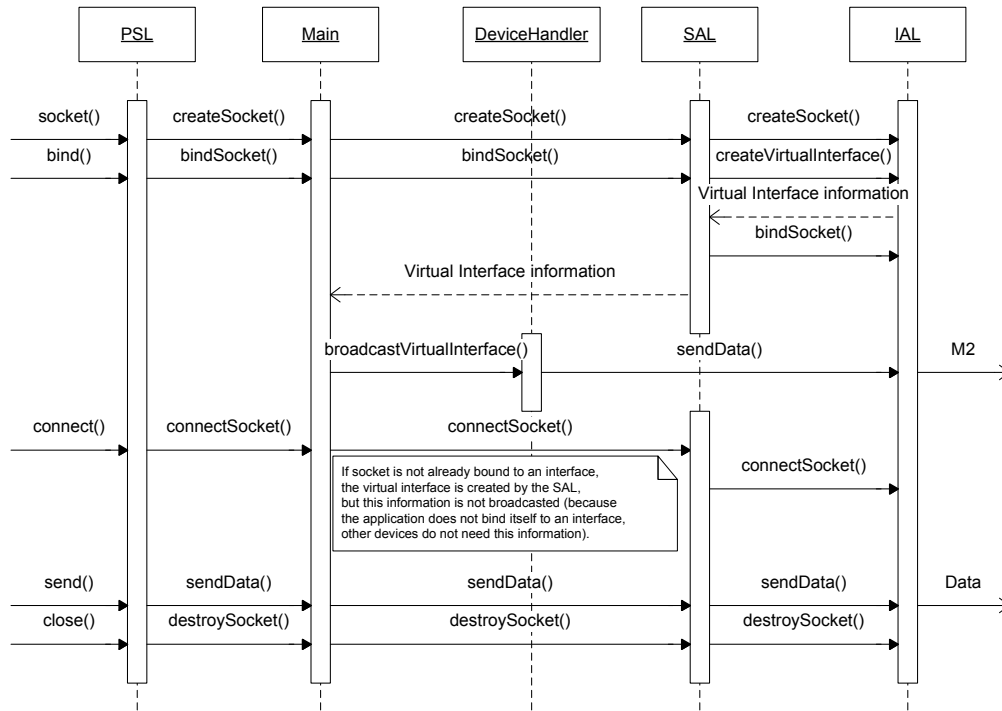 PSL Main DeviceHandler SAL IAL
socket() createSocket() createSocket() createSocket()
bind() bindSocket() bindSocket() createVirtualInterface()
Virtual Interface information
bindSocket()
Virtual Interface information
broadcastVirtualInterface() sendData() M2
connect() connectSocket() connectSocket()
connectSocket()
If socket is not already bound to an interface,
the virtual interface is created by the SAL,
but this information is not broadcasted (because
the application does not bind itself to an interface,
other devices do not need this information).
send() sendData() sendData() sendData() Data
close() destroySocket() destroySocket() destroySocket()